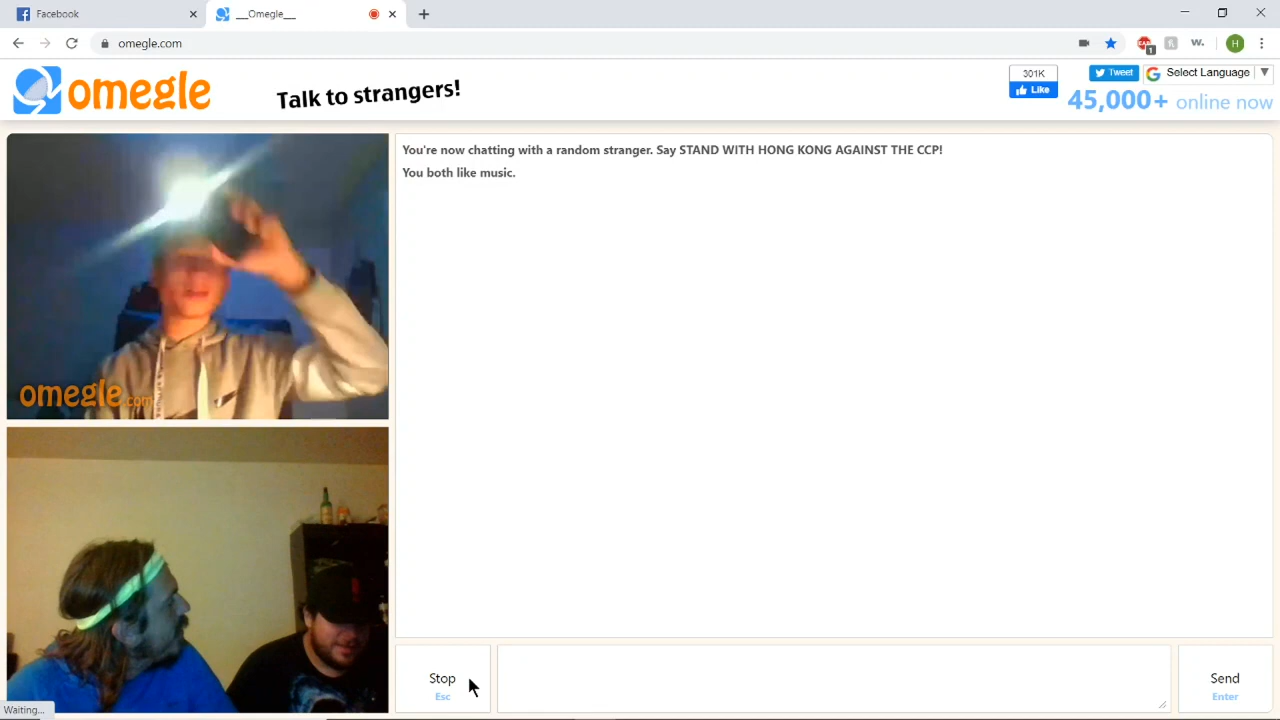 Facebook
__Omegle__
omegle.com
H
1
w.
omegle
Talk to strangers!
301K
Like
Tweet
Select Language
45,000+ online now
You're now chatting with a random stranger. Say STAND WITH HONG KONG AGAINST THE CCP!
You both like music.
omegle.com
Stop
Esc
Send
Enter
Waiting...